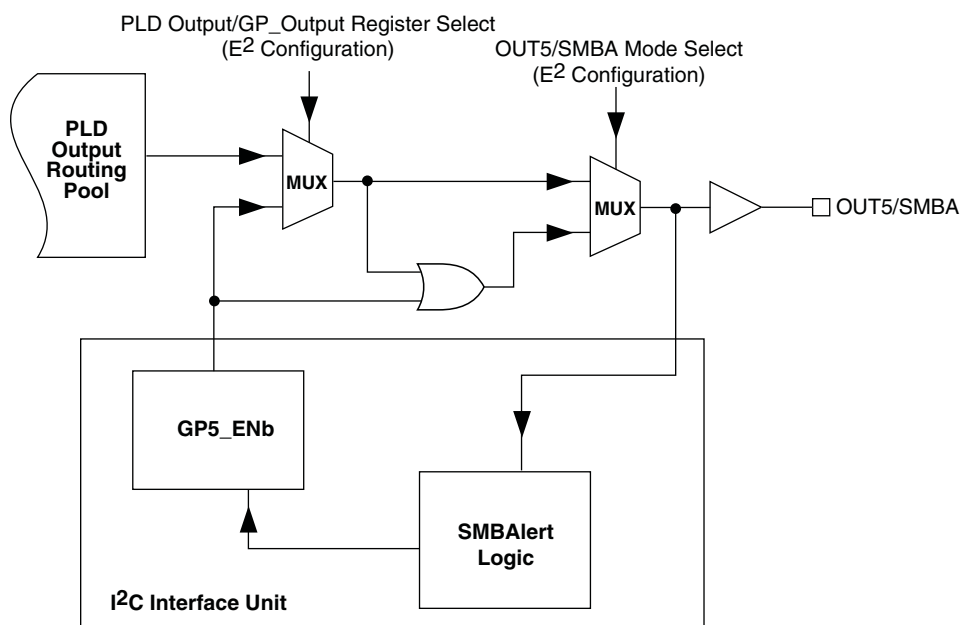 PLD Output/GP_Output Register Select
(E2 Configuration)
OUT5/SMBA Mode Select
(E2 Configuration)
PLD
Output
Routing
Pool
MUX
MUX
OUT5/SMBA
GP5_ENb
SMBAlert
Logic
I2C Interface Unit